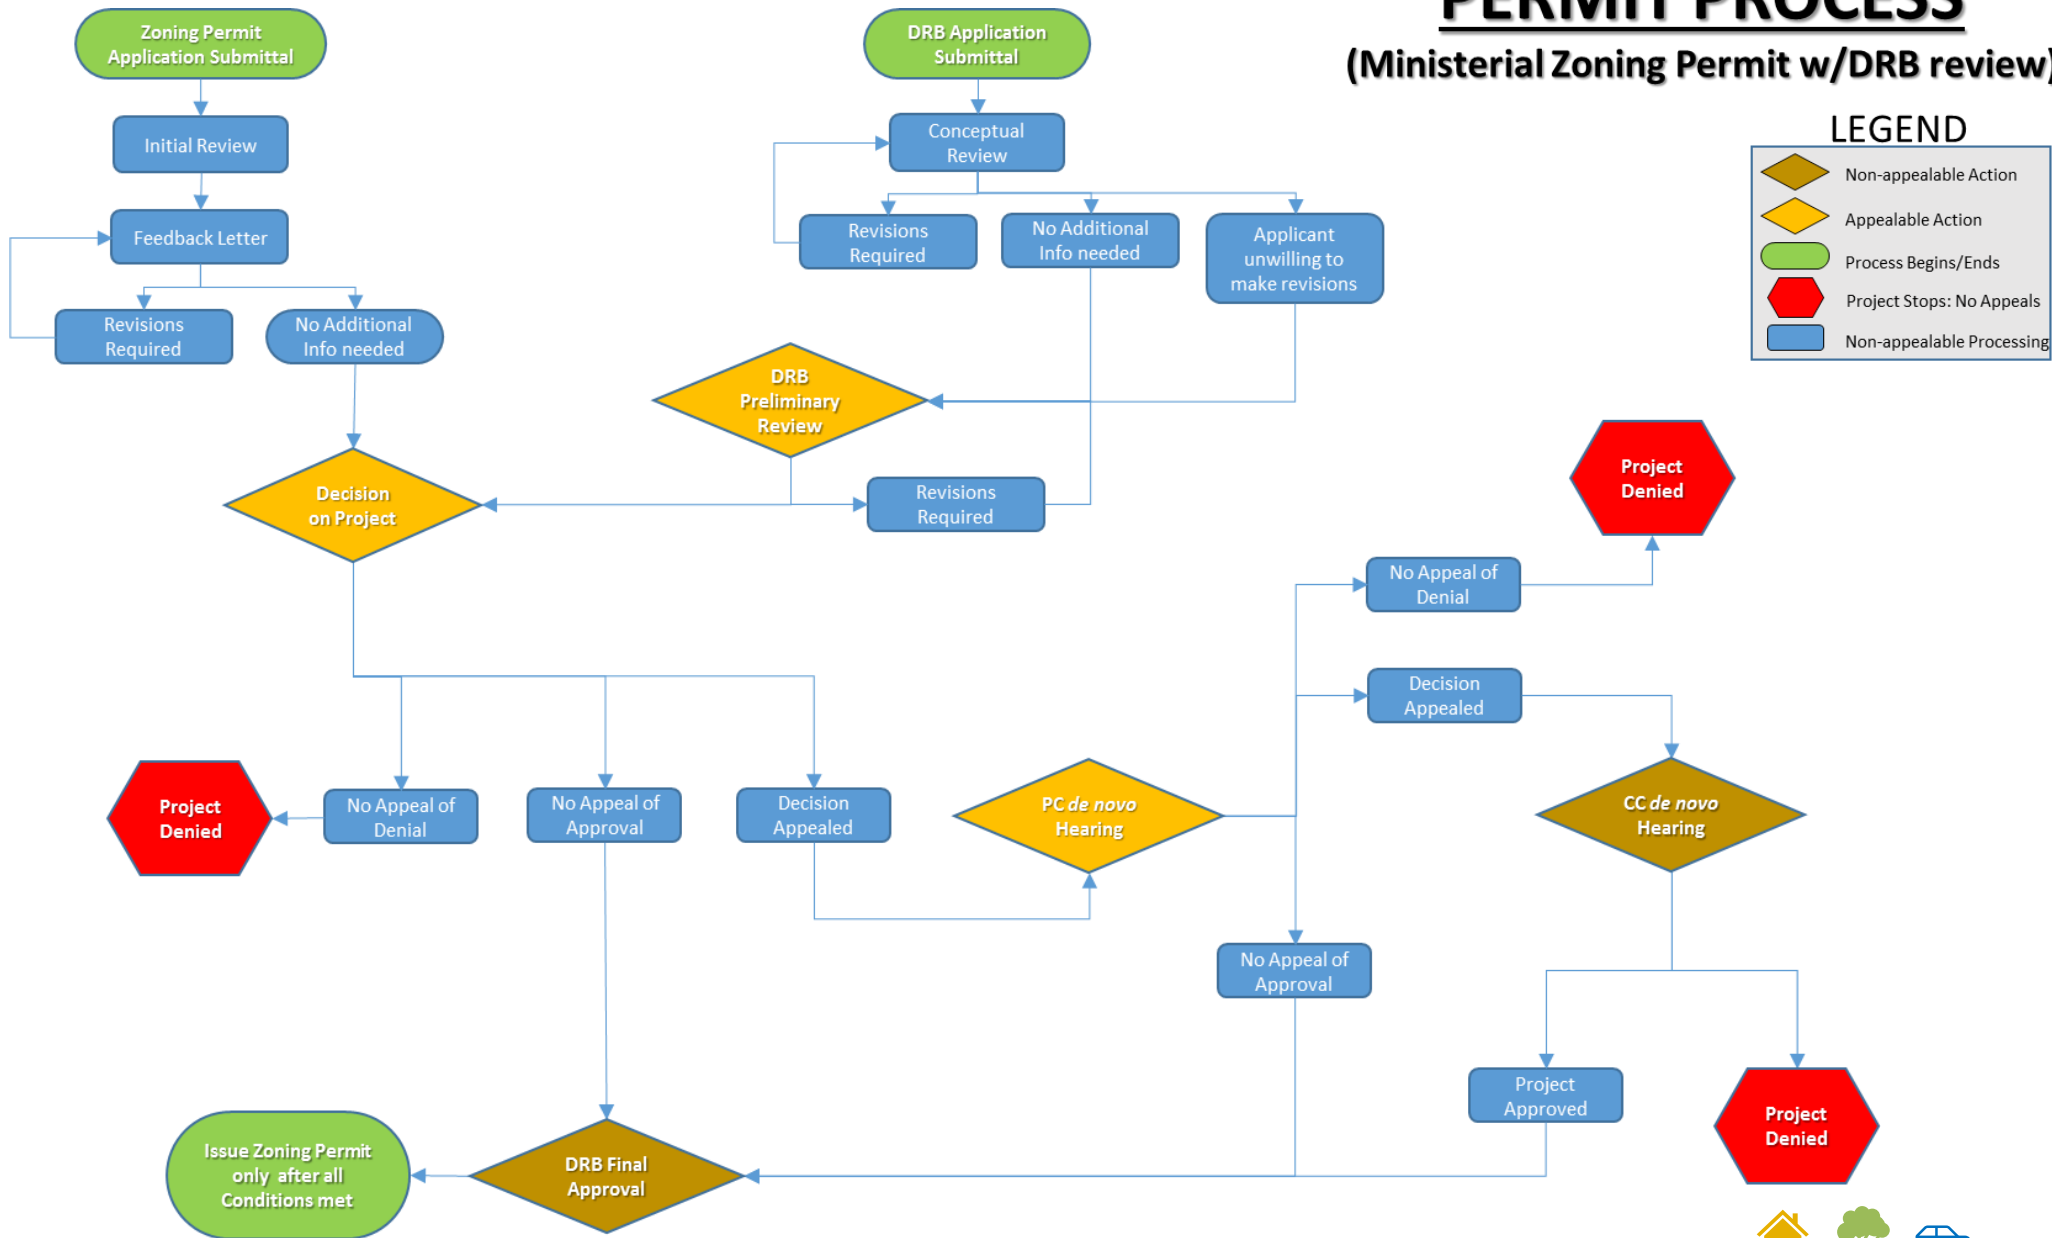 PERMIT PROCESS
(Ministerial Zoning Permit w/DRB review)
LEGEND
Non-appealable Action
Appealable Action
Process Begins/Ends
Project Stops: No Appeals
Non-appealable Processing
Zoning Permit
Application Submittal
Initial Review
Feedback Letter
Revisions
Required
No Additional
Info needed
DRB Application
Submittal
Conceptual
Review
Revisions
Required
No Additional
Info needed
Applicant
unwilling to
make revisions
DRB
Preliminary
Review
Revisions
Required
Decision
on Project
Project
Denied
No Appeal of
Denial
No Appeal of
Approval
Decision
Appealed
PC de novo
Hearing
No Appeal of
Denial
Project
Denied
Decision
Appealed
CC de novo
Hearing
No Appeal of
Approval
Project
Approved
Project
Denied
DRB Final
Approval
Issue Zoning Permit
only after all
Conditions met